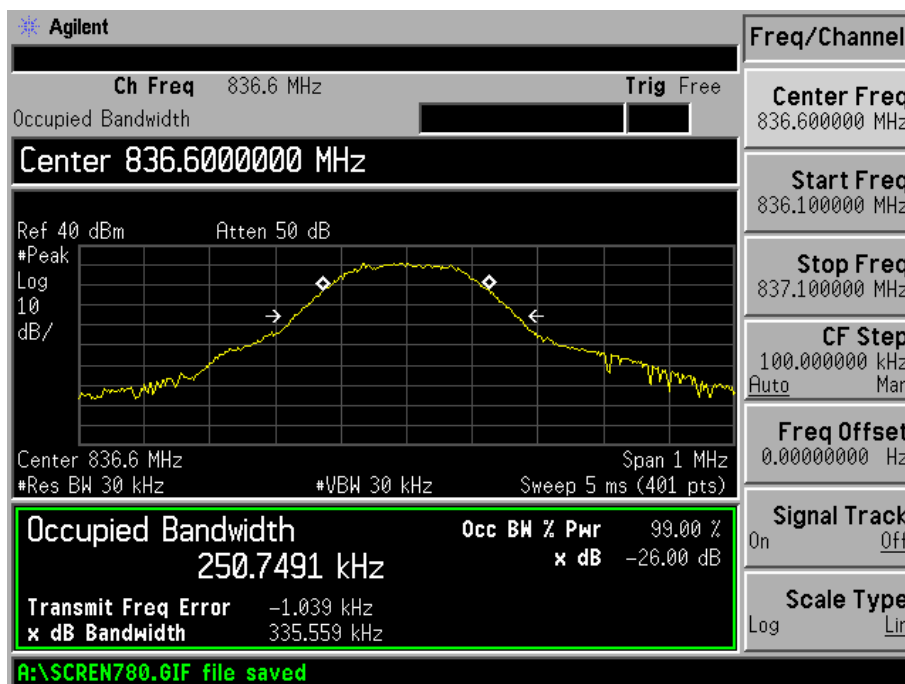 Agilent
Freq/Channel
Ch Freq 836.6 MHz Trig Free
Occupied Bandwidth
Center 836.6000000 MHz
Ref 40 dBm Atten 50 dB
#Peak
Log
10
dB/
Center 836.6 MHz Span 1 MHz
#Res BW 30 kHz #VBW 30 kHz Sweep 5 ms (401 pts)
Occupied Bandwidth
250.7491 kHz
Occ BW % Pwr 99.00 %
x dB -26.00 dB
Transmit Freq Error -1.039 kHz
x dB Bandwidth 335.559 kHz
A:\SCREN780.GIF file saved
Center Freq
836.600000 MHz
Start Freq
836.100000 MHz
Stop Freq
837.100000 MHz
CF Step
100.000000 kHz
Auto Man
Freq Offset
0.00000000 Hz
Signal Track
On Off
Scale Type
Log Lin